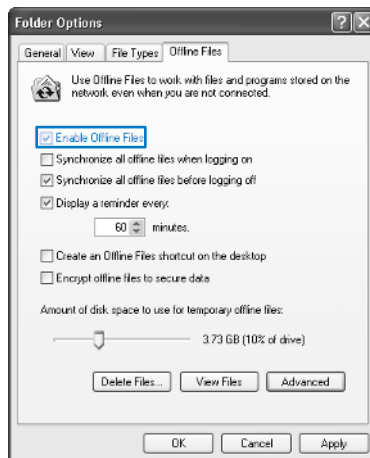 Folder Options
General View File Types Offline Files
Use Offline Files to work with files and programs stored on the
network even when you are not connected.
Enable Offline Files
Synchronize all offline files when logging on
Synchronize all offline files before logging off
Display a reminder every:
60 minutes.
Create an Offline Files shortcut on the desktop
Encrypt offline files to secure data
Amount of disk space to use for temporary offline files:
3.73 GB (10% of drive)
Delete Files... View Files Advanced
OK Cancel Apply